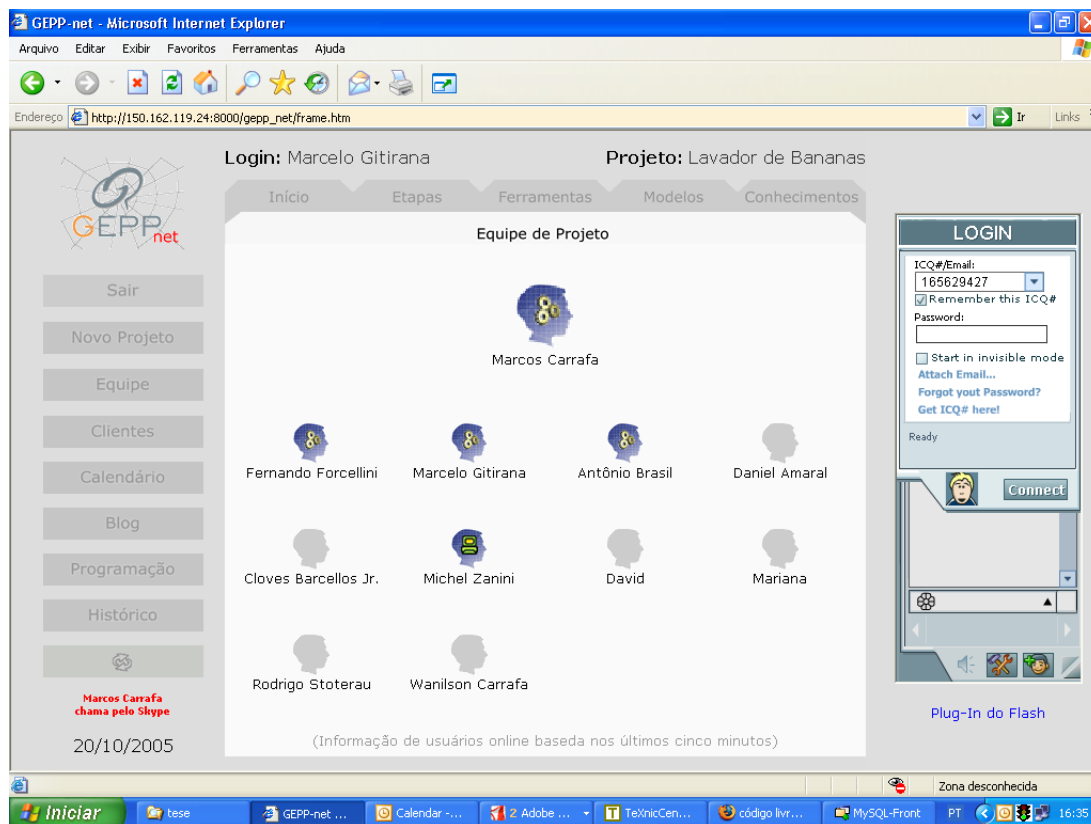 GEPP-net - Microsoft Internet Explorer
Arquivo Editar Exibir Favoritos Ferramentas Ajuda
Endereço http://150.162.119.24:8000/gepp_net/frame.htm Ir Links
GEPP net
Login: Marcelo Gitirana Projeto: Lavador de Bananas
Início Etapas Ferramentas Modelos Conhecimentos
Equipe de Projeto
Sair
Novo Projeto
Equipe
Clientes
Calendário
Blog
Programação
Histórico
Marcos Carrafa
chama pelo Skype
20/10/2005
Marcos Carrafa
Fernando Forcellini Marcelo Gitirana Antônio Brasil Daniel Amaral
Cloves Barcellos Jr. Michel Zanini David Mariana
Rodrigo Stoterau Wanilson Carrafa
(Informação de usuários online baseda nos últimos cinco minutos)
LOGIN
ICQ#/Email:
165629427
Remember this ICQ#
Password:
Start in invisible mode
Attach Email...
Forgot yout Password?
Get ICQ# here!
Ready
Connect
Plug-In do Flash
Zona desconhecida
Iniciar tese GEPP-net ... Calendar -... 2 Adobe ... TeXnicCen... código livr... MySQL-Front PT 16:35